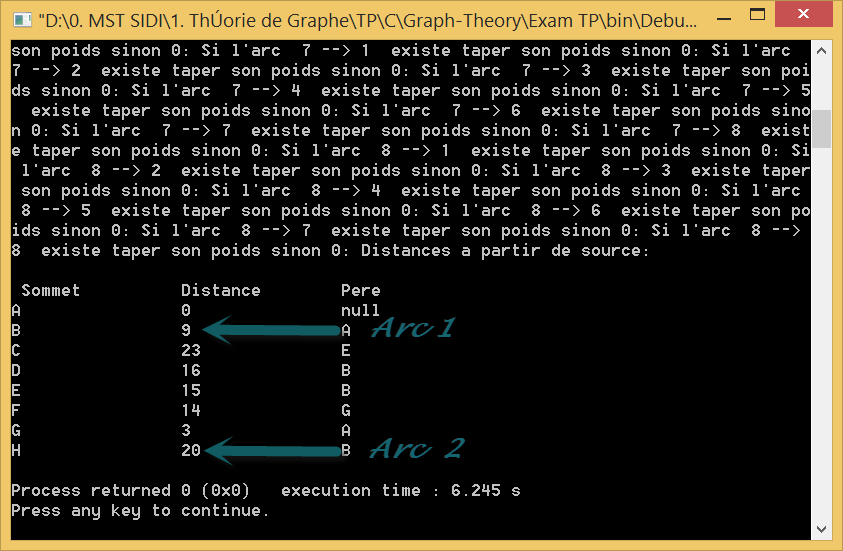 "D:\0. MST SIDI\1. ThÚorie de Graphe\TP\C\Graph-Theory\Exam TP\bin\Debu...
son poids sinon 0: Si l'arc  7 --> 1  existe taper son poids sinon 0: Si l'arc
7 --> 2  existe taper son poids sinon 0: Si l'arc  7 --> 3  existe taper son poi
ds sinon 0: Si l'arc  7 --> 4  existe taper son poids sinon 0: Si l'arc  7 --> 5
  existe taper son poids sinon 0: Si l'arc  7 --> 6  existe taper son poids sino
n 0: Si l'arc  7 --> 7  existe taper son poids sinon 0: Si l'arc  7 --> 8  exist
e taper son poids sinon 0: Si l'arc  8 --> 1  existe taper son poids sinon 0: Si
 l'arc  8 --> 2  existe taper son poids sinon 0: Si l'arc  8 --> 3  existe taper
 son poids sinon 0: Si l'arc  8 --> 4  existe taper son poids sinon 0: Si l'arc
 8 --> 5  existe taper son poids sinon 0: Si l'arc  8 --> 6  existe taper son po
ids sinon 0: Si l'arc  8 --> 7  existe taper son poids sinon 0: Si l'arc  8 -->
8  existe taper son poids sinon 0: Distances a partir de source:
 Sommet          Distance        Pere
A                0               null
B                9               A  Arc 1
C                23              E
D                16              B
E                15              B
F                14              G
G                3               A
H                20              B  Arc 2
Process returned 0 (0x0)   execution time : 6.245 s
Press any key to continue.